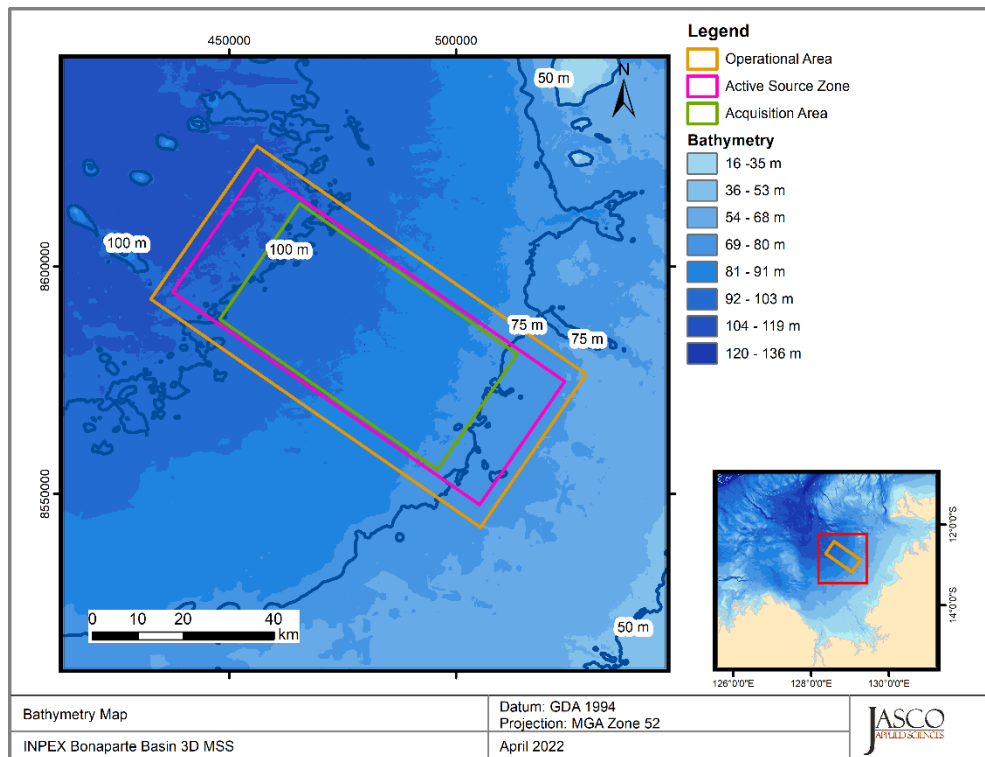 450000
500000
50 m
N
100 m
100 m
75 m
75 m
50 m
8600000
8550000
0 10 20 40
km
Legend
Operational Area
Active Source Zone
Acquisition Area
Bathymetry
16 -35 m
36 - 53 m
54 - 68 m
69 - 80 m
81 - 91 m
92 - 103 m
104 - 119 m
120 - 136 m
12°0'0"S
14°0'0"S
126°0'0"E 128°0'0"E 130°0'0"E
Bathymetry Map
INPEX Bonaparte Basin 3D MSS
Datum: GDA 1994
Projection: MGA Zone 52
April 2022
JASCO
APPLIED SCIENCES